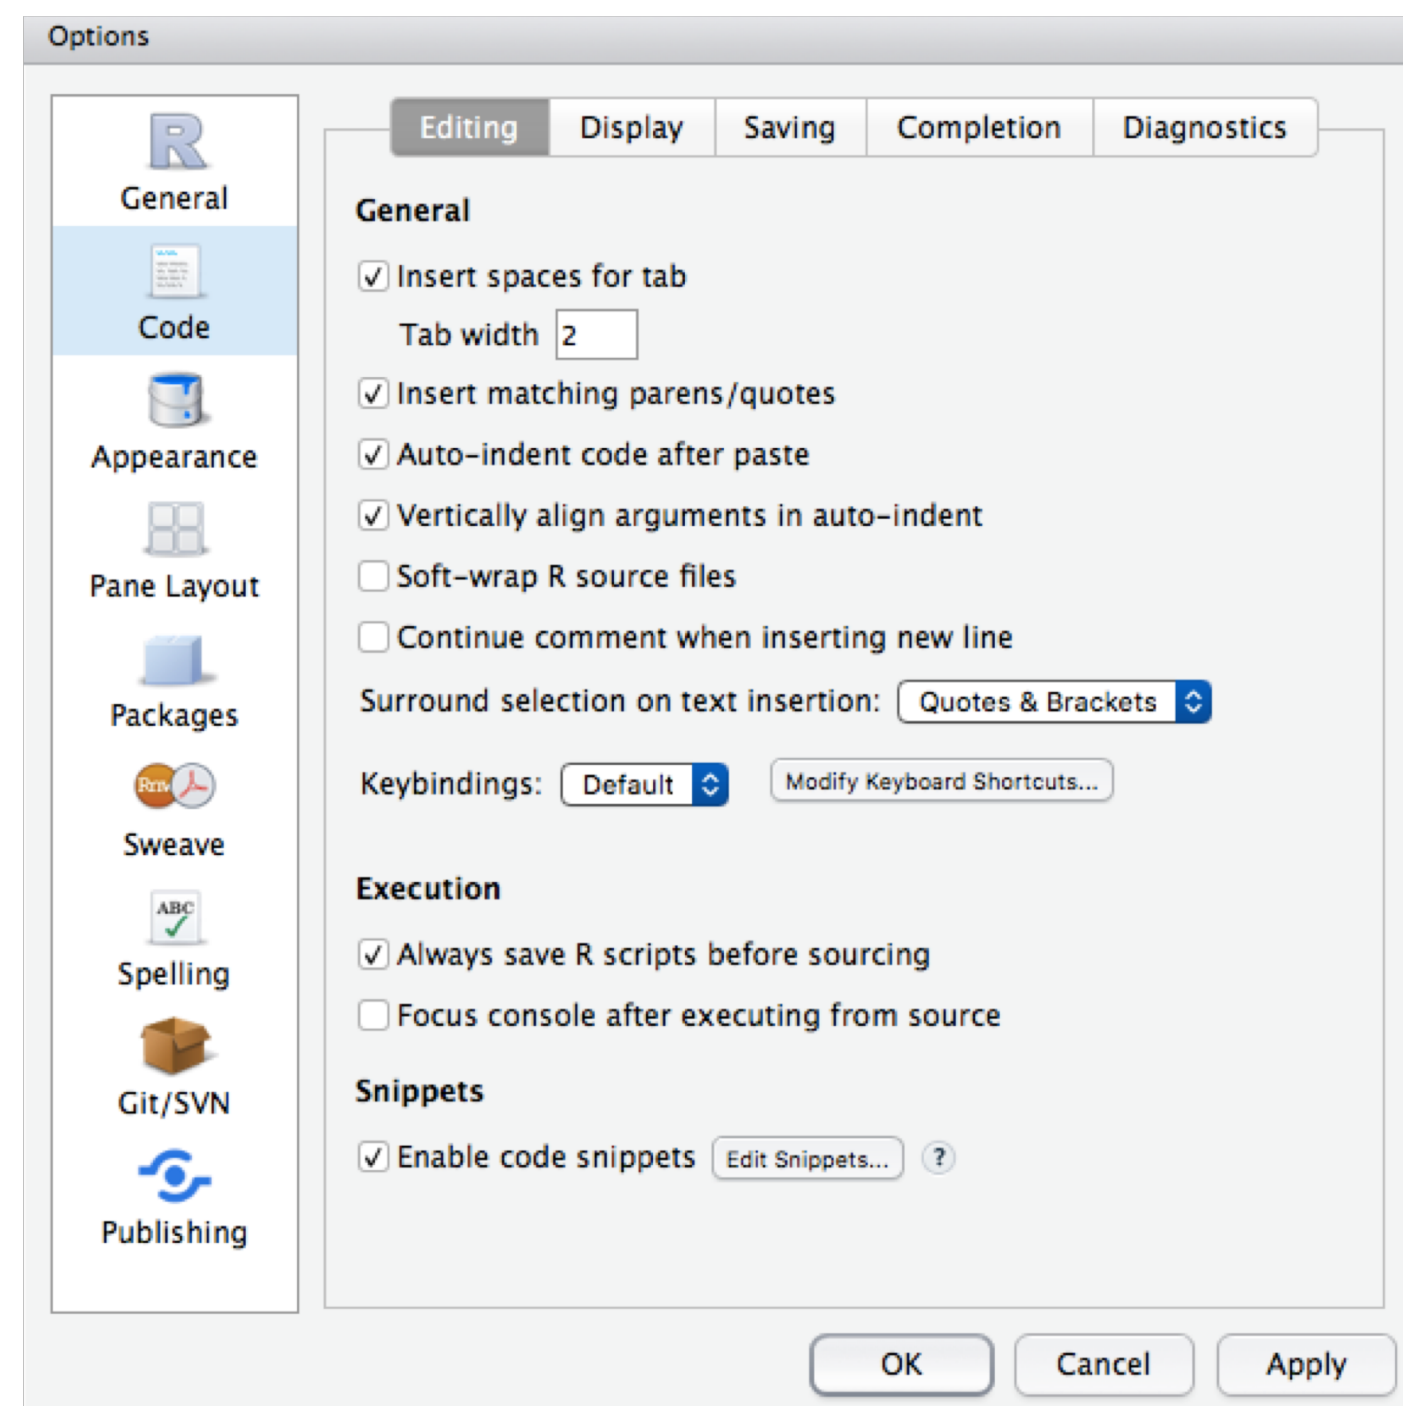 Options
General
Code
Appearance
Pane Layout
Packages
Rnw
Sweave
ABC
Spelling
Git/SVN
Publishing
Editing Display Saving Completion Diagnostics
General
Insert spaces for tab
Tab width 2
Insert matching parens/quotes
Auto-indent code after paste
Vertically align arguments in auto-indent
Soft-wrap R source files
Continue comment when inserting new line
Surround selection on text insertion: Quotes & Brackets
Keybindings: Default Modify Keyboard Shortcuts...
Execution
Always save R scripts before sourcing
Focus console after executing from source
Snippets
Enable code snippets Edit Snippets... ?
OK Cancel Apply